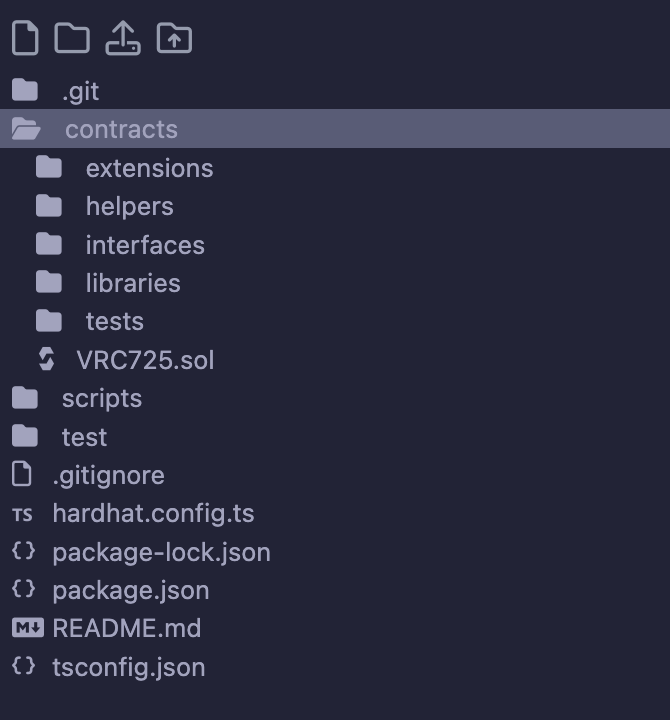 .git
contracts
extensions
helpers
interfaces
libraries
tests
VRC725.sol
scripts
test
.gitignore
TS hardhat.config.ts
{} package-lock.json
{} package.json
M README.md
{} tsconfig.json